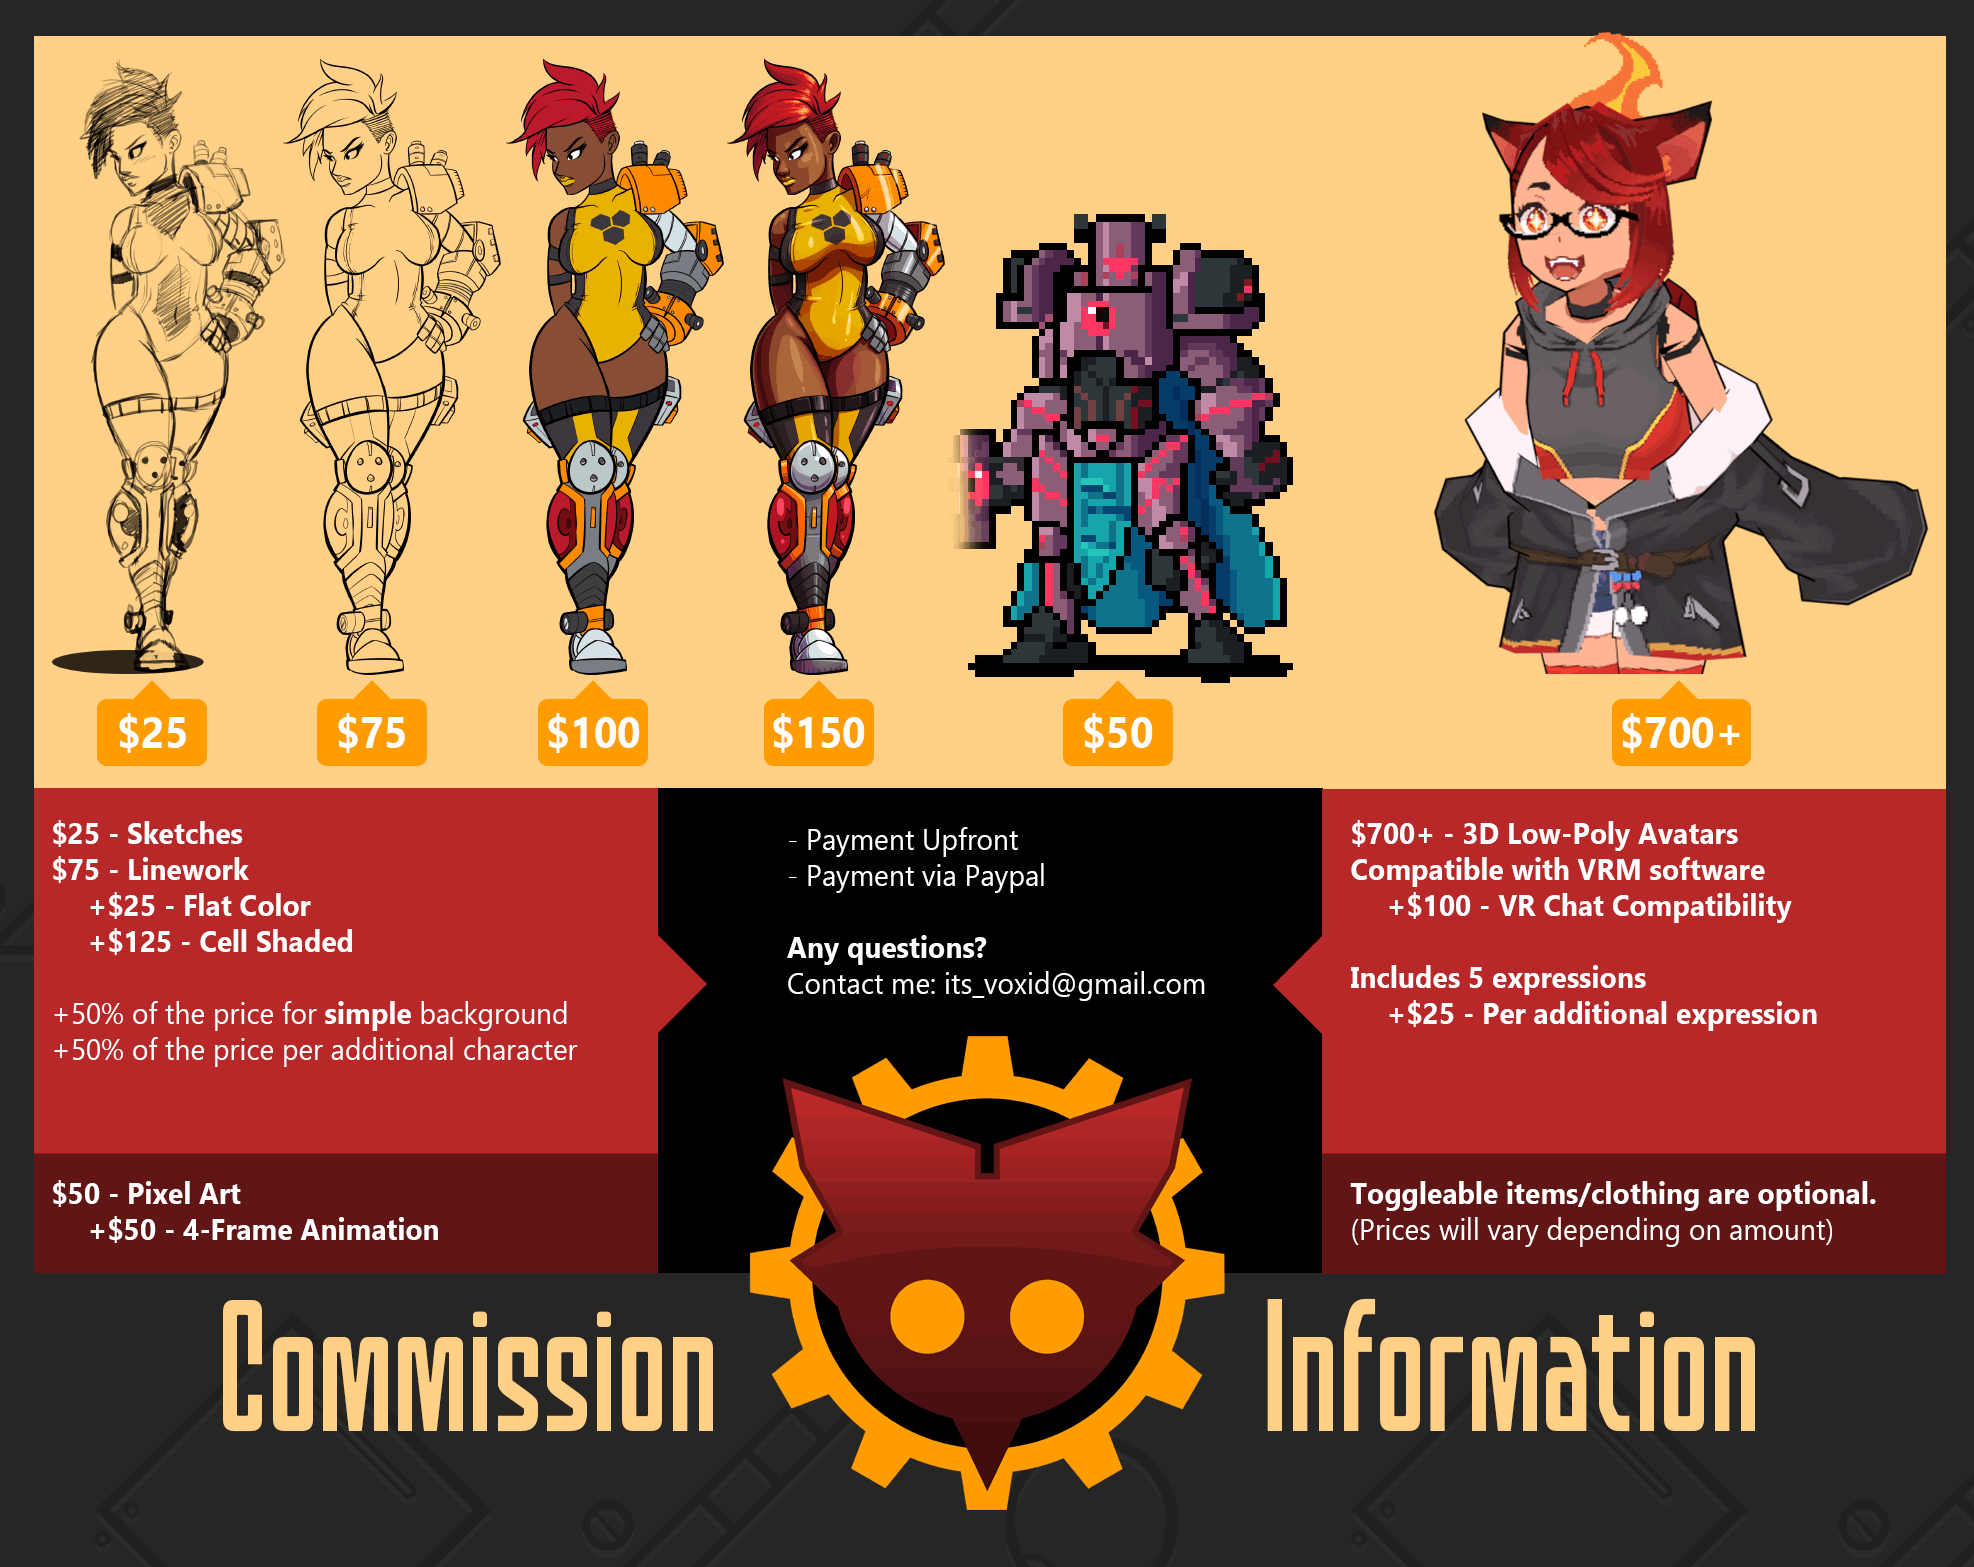 $25
$75
$100
$150
$50
$700+
$25 - Sketches
$75 - Linework
+$25 - Flat Color
+$125 - Cell Shaded
+50% of the price for simple background
+50% of the price per additional character
$50 - Pixel Art
+$50 - 4-Frame Animation
- Payment Upfront
- Payment via Paypal
Any questions?
Contact me: its_voxid@gmail.com
$700+ - 3D Low-Poly Avatars
Compatible with VRM software
+$100 - VR Chat Compatibility
Includes 5 expressions
+$25 - Per additional expression
Toggleable items/clothing are optional.
(Prices will vary depending on amount)
Commission Information